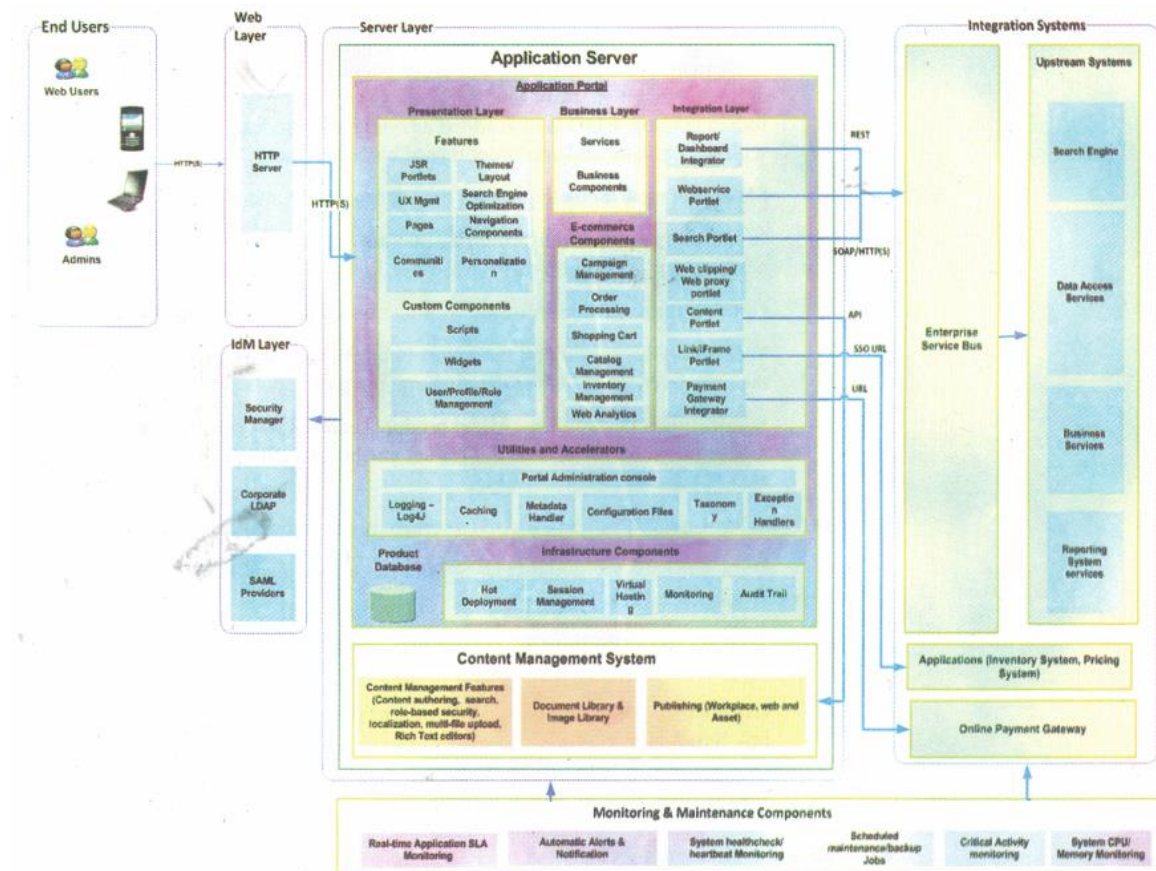 End Users
Web Users
Admins
HTTP(S)
Web
Layer
HTTP
Server
HTTP(S)
IdM Layer
Security
Manager
Corporate
LDAP
SAML
Providers
Server Layer
Application Server
Application Portal
Presentation Layer
Features
JSR
Portlets
Themes/
Layout
UX Mgmt
Search Engine
Optimization
Pages
Navigation
Components
Communiti
es
Personalizatio
n
Custom Components
Scripts
Widgets
User/Profile/Role
Management
Business Layer
Services
Business
Components
E-commerce
Components
Campaign
Management
Order
Processing
Shopping Cart
Catalog
Management
Inventory
Management
Web Analytics
Integration Layer
Report/
Dashboard
Integrator
Webservice
Portlet
Search Portlet
Web clipping/
Web proxy
portlet
Content
Portlet
Link/iFrame
Portlet
Payment
Gateway
Integrator
Utilities and Accelerators
Portal Administration console
Logging –
Log4J
Caching
Metadata
Handler
Configuration Files
Taxonom
y
Exceptio
n
Handlers
Product
Database
Infrastructure Components
Hot
Deployment
Session
Management
Virtual
Hostin
g
Monitoring
Audit Trail
Content Management System
Content Management Features
(Content authoring, search,
role-based security,
localization, multi-file upload,
Rich Text editors)
Document Library &
Image Library
Publishing (Workplace, web and
Asset)
REST
SOAP/HTTP(S)
API
SSO URL
URL
Integration Systems
Enterprise
Service Bus
Upstream Systems
Search Engine
Data Access
Services
Business
Services
Reporting
System
services
Applications (Inventory System, Pricing
System)
Online Payment Gateway
Monitoring & Maintenance Components
Real-time Application SLA
Monitoring
Automatic Alerts &
Notification
System healthcheck/
heartbeat Monitoring
Scheduled
maintenance/backup
Jobs
Critical Activity
monitoring
System CPU/
Memory Monitoring